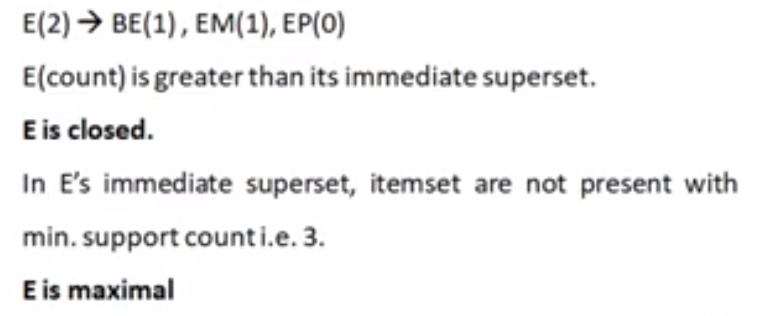 E(2) → BE(1) , EM(1), EP(0)
E(count) is greater than its immediate superset.
E is closed.
In E’s immediate superset, itemset are not present with
min. support count i.e. 3.
E is maximal